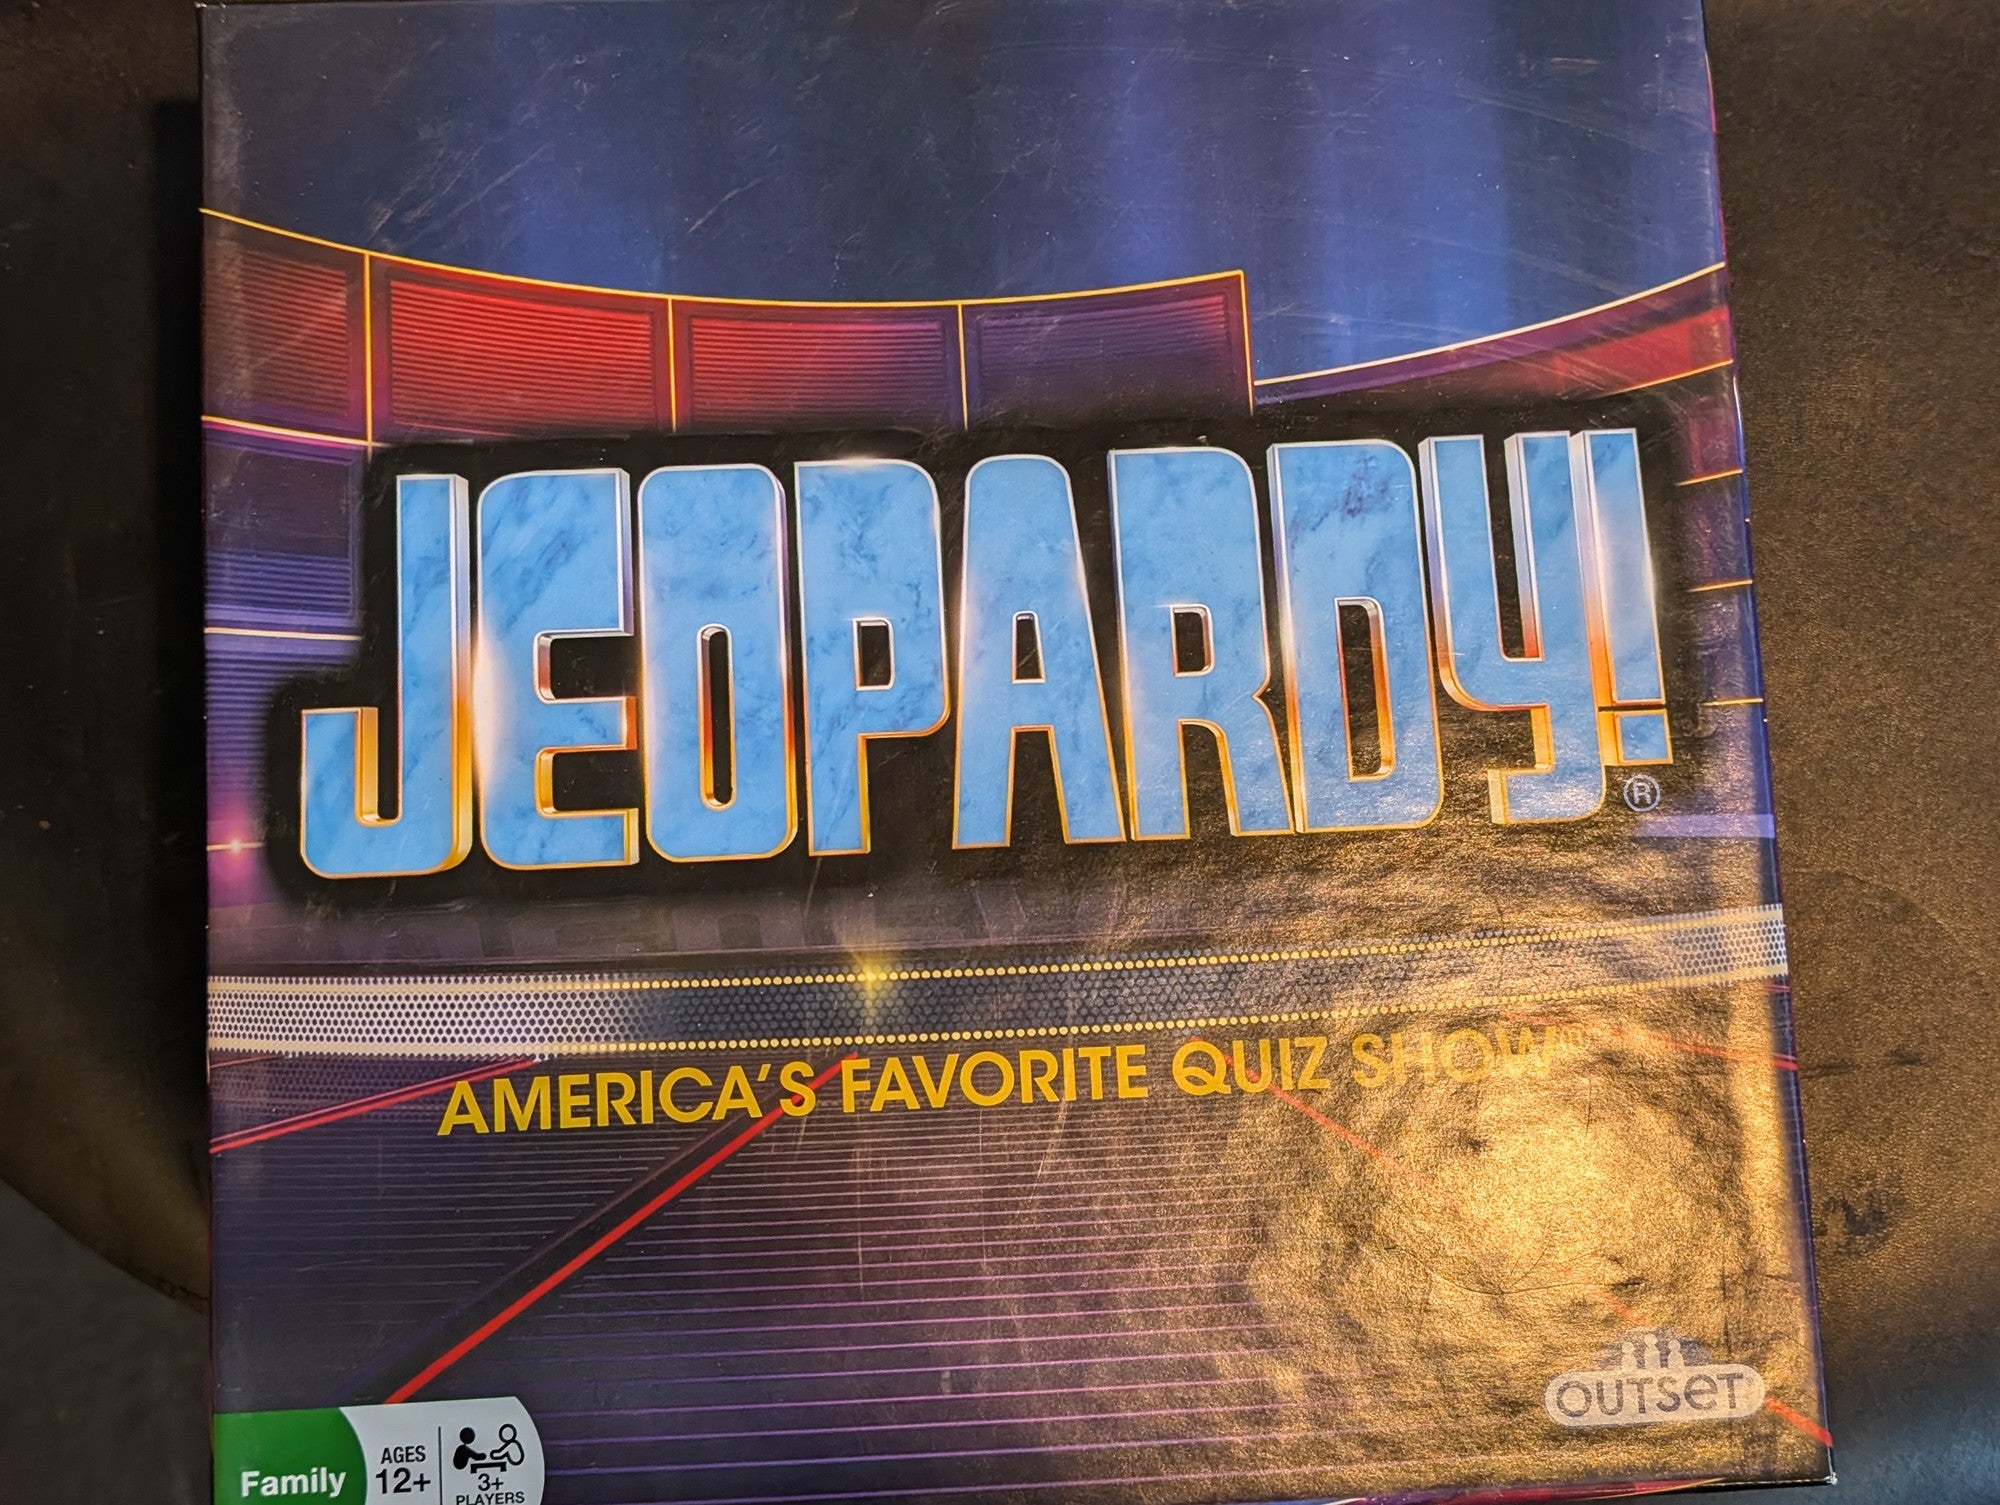 JEOPARDY!®
AMERICA'S FAVORITE QUIZ SHOW
OUTSET
Family
AGES
12+
3+
PLAYERS